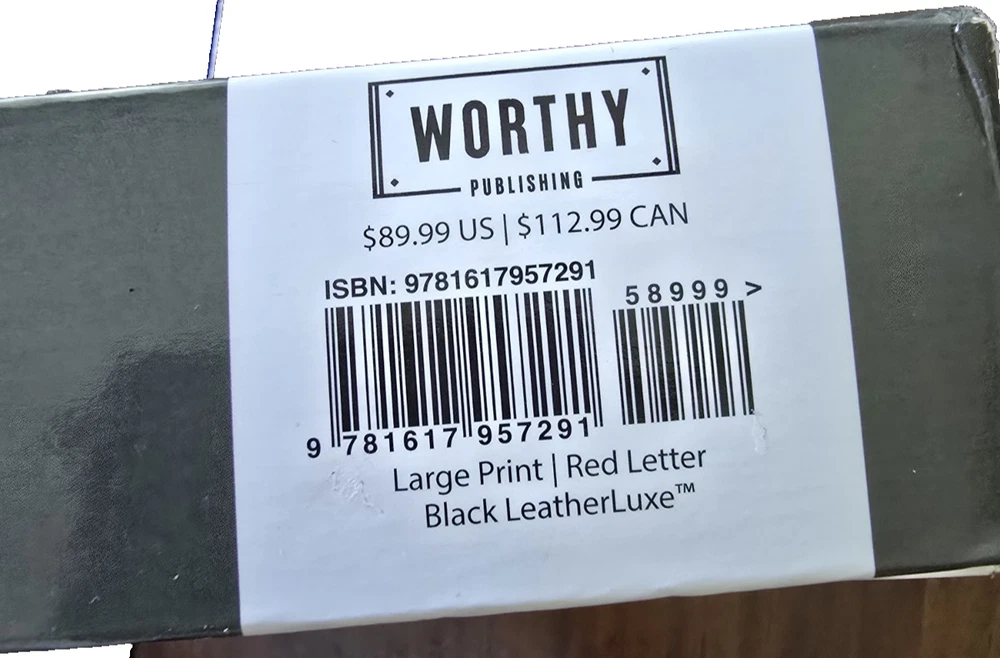 WORTHY
PUBLISHING
$89.99 US | $112.99 CAN
ISBN: 9781617957291
58999 >
9 781617 957291
Large Print | Red Letter
Black LeatherLuxe™